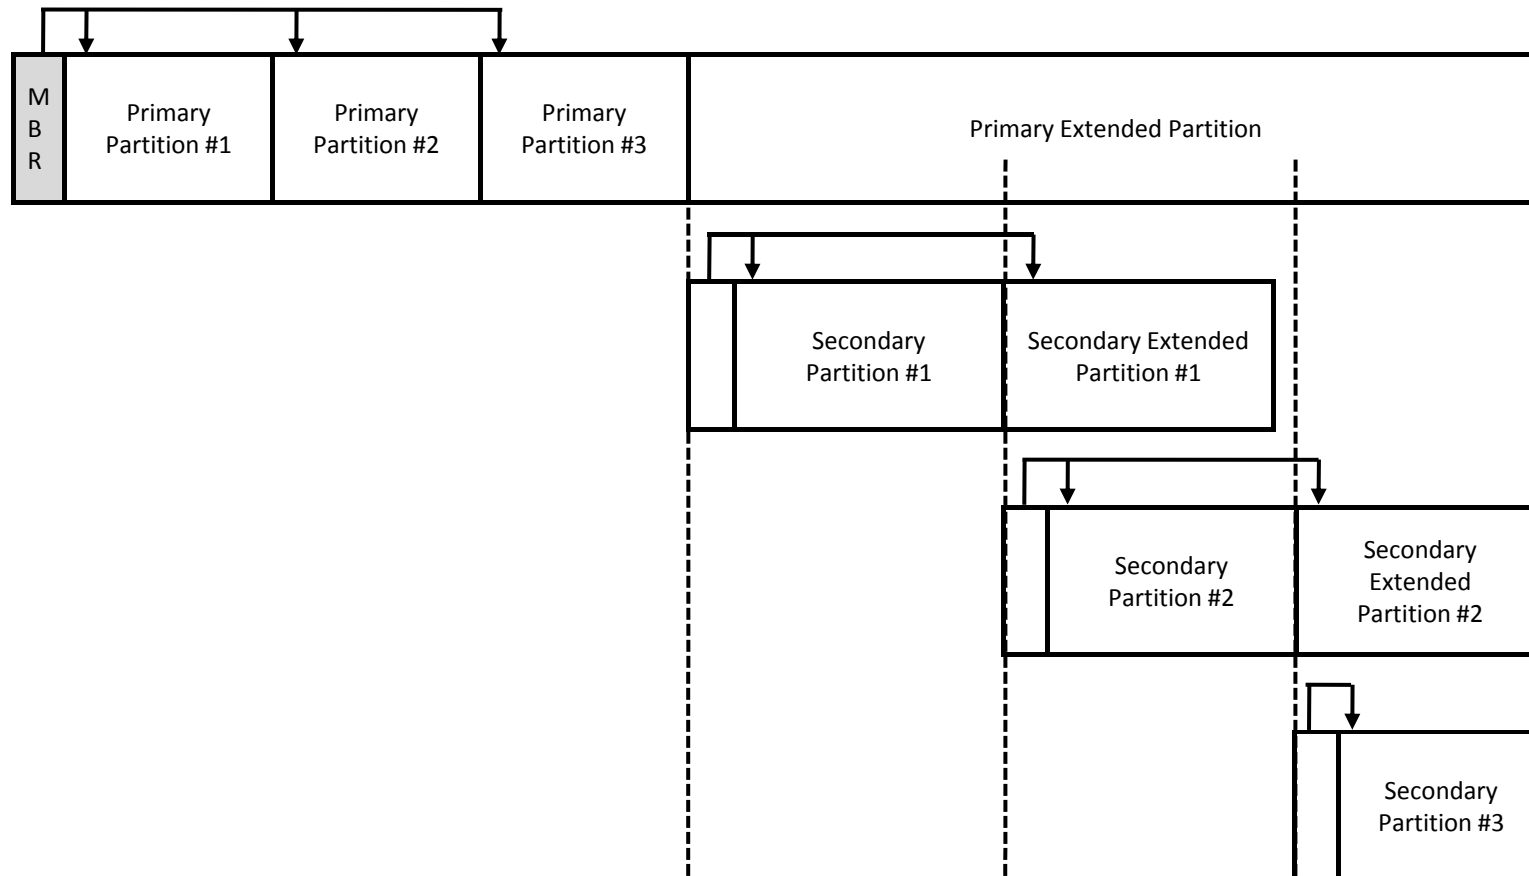 M
B
R
Primary
Partition #1
Primary
Partition #2
Primary
Partition #3
Primary Extended Partition
Secondary
Partition #1
Secondary Extended
Partition #1
Secondary
Partition #2
Secondary
Extended
Partition #2
Secondary
Partition #3